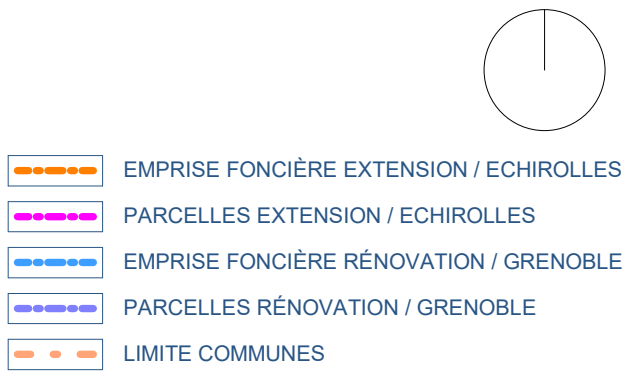 EMPRISE FONCIÈRE EXTENSION / ECHIROLLES
PARCELLES EXTENSION / ECHIROLLES
EMPRISE FONCIÈRE RÉNOVATION / GRENOBLE
PARCELLES RÉNOVATION / GRENOBLE
LIMITE COMMUNES